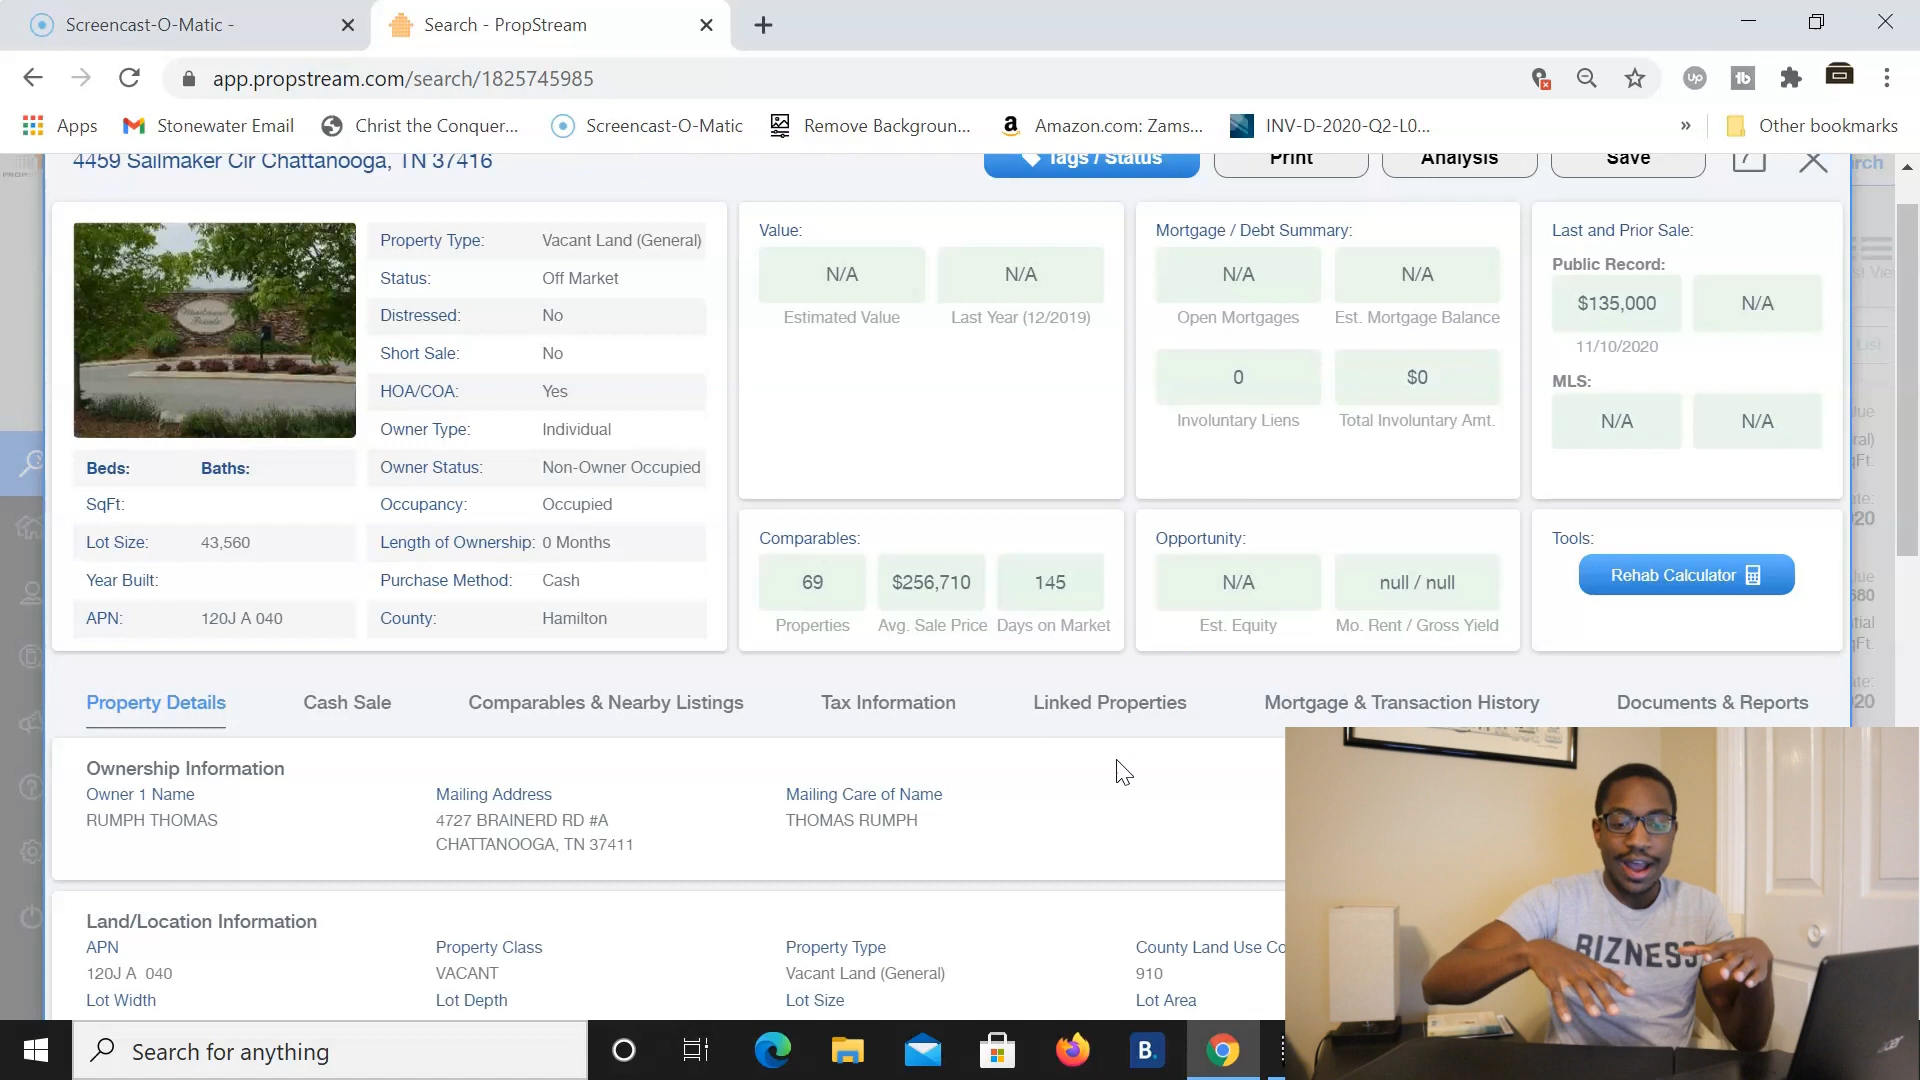 Screencast-O-Matic -
Search - PropStream
app.propstream.com/search/1825745985
Apps
Stonewater Email
Christ the Conquer...
Screencast-O-Matic
Remove Backgroun...
Amazon.com: Zams...
INV-D-2020-Q2-L0...
»
Other bookmarks
4459 Sailmaker Cir Chattanooga, TN 37416
Tags / Status
Print
Analysis
Save
Property Type: Vacant Land (General)
Status: Off Market
Distressed: No
Short Sale: No
HOA/COA: Yes
Owner Type: Individual
Owner Status: Non-Owner Occupied
Occupancy: Occupied
Length of Ownership: 0 Months
Purchase Method: Cash
County: Hamilton
Beds: Baths:
SqFt:
Lot Size: 43,560
Year Built:
APN: 120J A 040
Value:
N/A N/A
Estimated Value Last Year (12/2019)
Mortgage / Debt Summary:
N/A N/A
Open Mortgages Est. Mortgage Balance
0 $0
Involuntary Liens Total Involuntary Amt.
Last and Prior Sale:
Public Record:
$135,000 N/A
11/10/2020
MLS:
N/A N/A
Comparables:
69 $256,710 145
Properties Avg. Sale Price Days on Market
Opportunity:
N/A null / null
Est. Equity Mo. Rent / Gross Yield
Tools:
Rehab Calculator
Property Details Cash Sale Comparables & Nearby Listings Tax Information Linked Properties Mortgage & Transaction History Documents & Reports
Ownership Information
Owner 1 Name Mailing Address Mailing Care of Name
RUMPH THOMAS 4727 BRAINERD RD #A THOMAS RUMPH
CHATTANOOGA, TN 37411
Land/Location Information
APN Property Class Property Type County Land Use Co
120J A 040 VACANT Vacant Land (General) 910
Lot Width Lot Depth Lot Size Lot Area
BIZNESS
acer
Search for anything